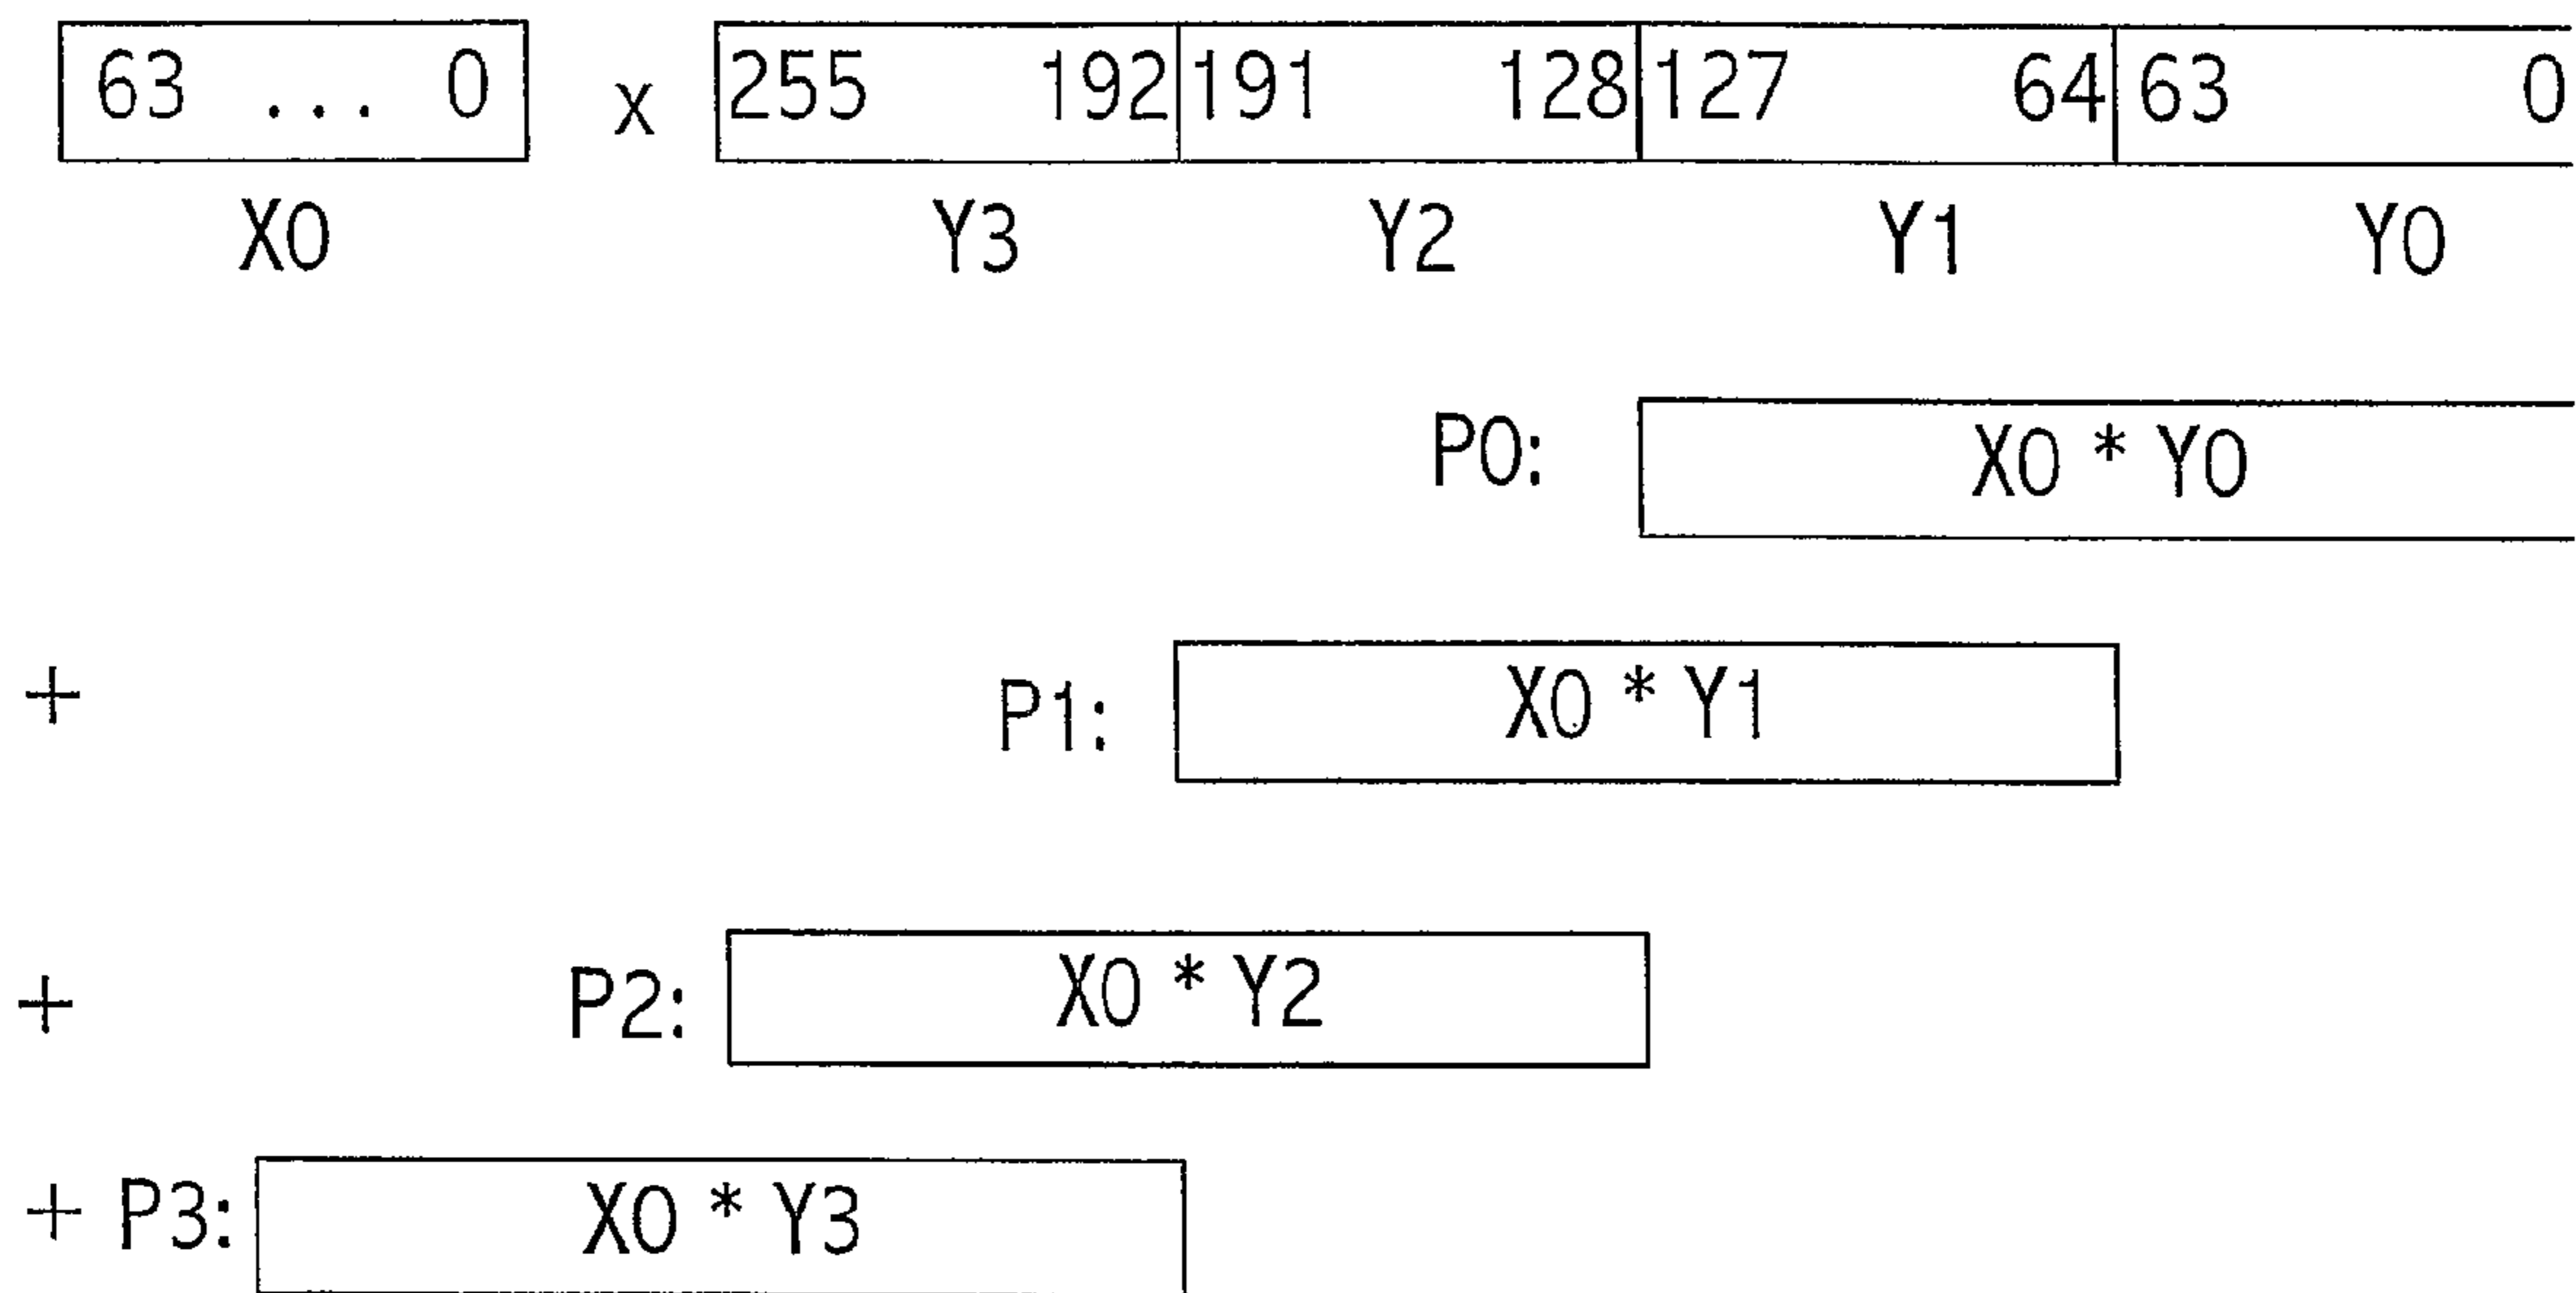 63 ... 0 x 255 192 191 128 127 64 63 0
X0 Y3 Y2 Y1 Y0
P0: X0 * Y0
+ P1: X0 * Y1
+ P2: X0 * Y2
+ P3: X0 * Y3